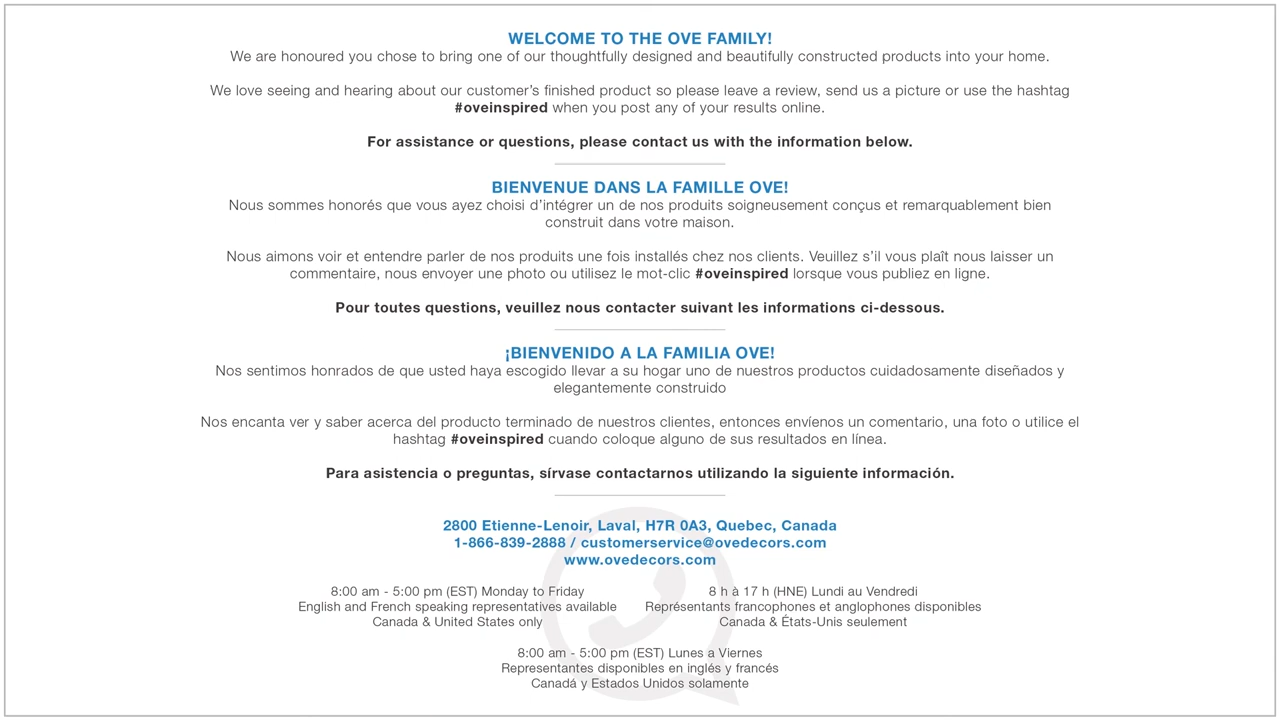 WELCOME TO THE OVE FAMILY!
We are honoured you chose to bring one of our thoughtfully designed and beautifully constructed products into your home.
We love seeing and hearing about our customer's finished product so please leave a review, send us a picture or use the hashtag
#oveinspired when you post any of your results online.
For assistance or questions, please contact us with the information below.
BIENVENUE DANS LA FAMILLE OVE!
Nous sommes honorés que vous ayez choisi d'intégrer un de nos produits soigneusement conçus et remarquablement bien
construit dans votre maison.
Nous aimons voir et entendre parler de nos produits une fois installés chez nos clients. Veuillez s'il vous plaît nous laisser un
commentaire, nous envoyer une photo ou utilisez le mot-clic #oveinspired lorsque vous publiez en ligne.
Pour toutes questions, veuillez nous contacter suivant les informations ci-dessous.
¡BIENVENIDO A LA FAMILIA OVE!
Nos sentimos honrados de que usted haya escogido llevar a su hogar uno de nuestros productos cuidadosamente diseñados y
elegantemente construido
Nos encanta ver y saber acerca del producto terminado de nuestros clientes, entonces envíenos un comentario, una foto o utilice el
hashtag #oveinspired cuando coloque alguno de sus resultados en línea.
Para asistencia o preguntas, sírvase contactarnos utilizando la siguiente información.
2800 Etienne-Lenoir, Laval, H7R 0A3, Quebec, Canada
1-866-839-2888 / customerservice@ovedecors.com
www.ovedecors.com
8:00 am - 5:00 pm (EST) Monday to Friday
English and French speaking representatives available
Canada & United States only
8 h à 17 h (HNE) Lundi au Vendredi
Représentants francophones et anglophones disponibles
Canada & États-Unis seulement
8:00 am - 5:00 pm (EST) Lunes a Viernes
Representantes disponibles en inglés y francés
Canadá y Estados Unidos solamente